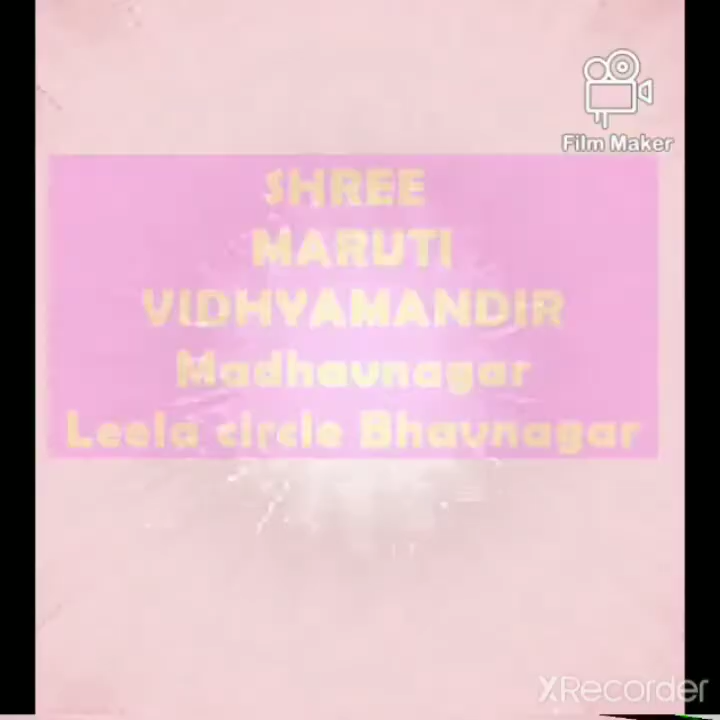 Film Maker
SHREE
MARUTI
VIDHYAMANDIR
Madhavnagar
Leela circle Bhavnagar
XRecorder